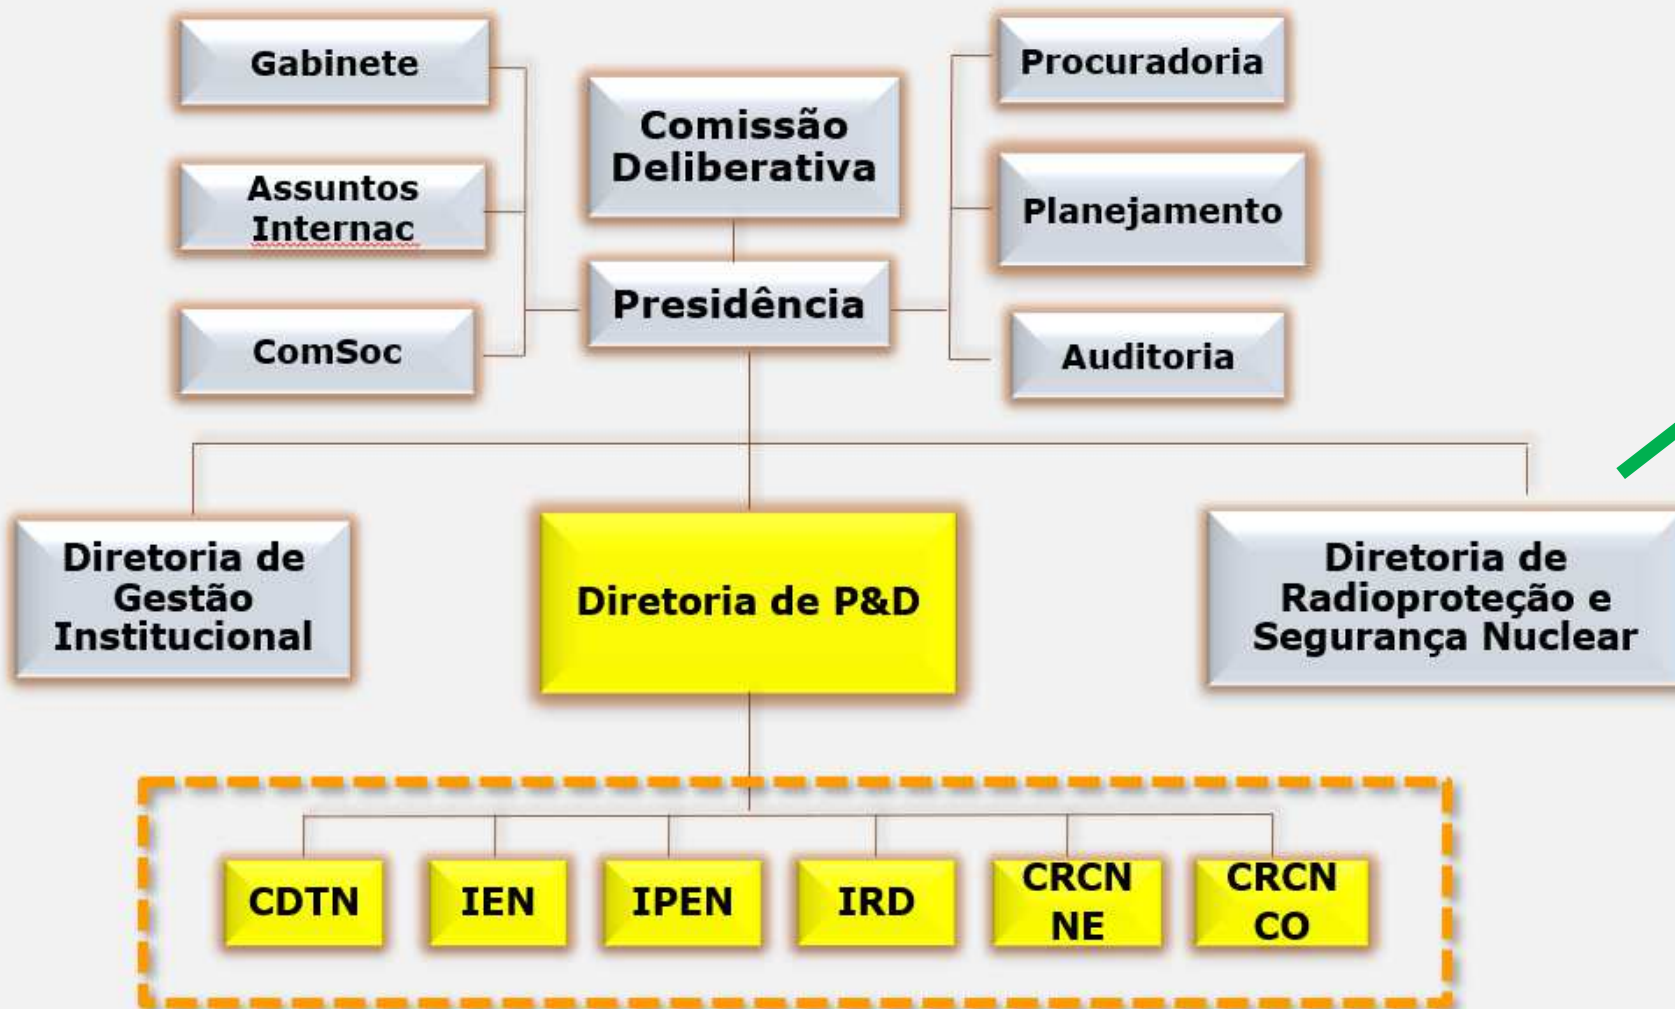 Gabinete
Comissão
Deliberativa
Procuradoria
Assuntos
Internac
Planejamento
Presidência
ComSoc
Auditoria
Diretoria de
Gestão
Institucional
Diretoria de P&D
Diretoria de
Radioproteção e
Segurança Nuclear
CDTN
IEN
IPEN
IRD
CRCN
NE
CRCN
CO